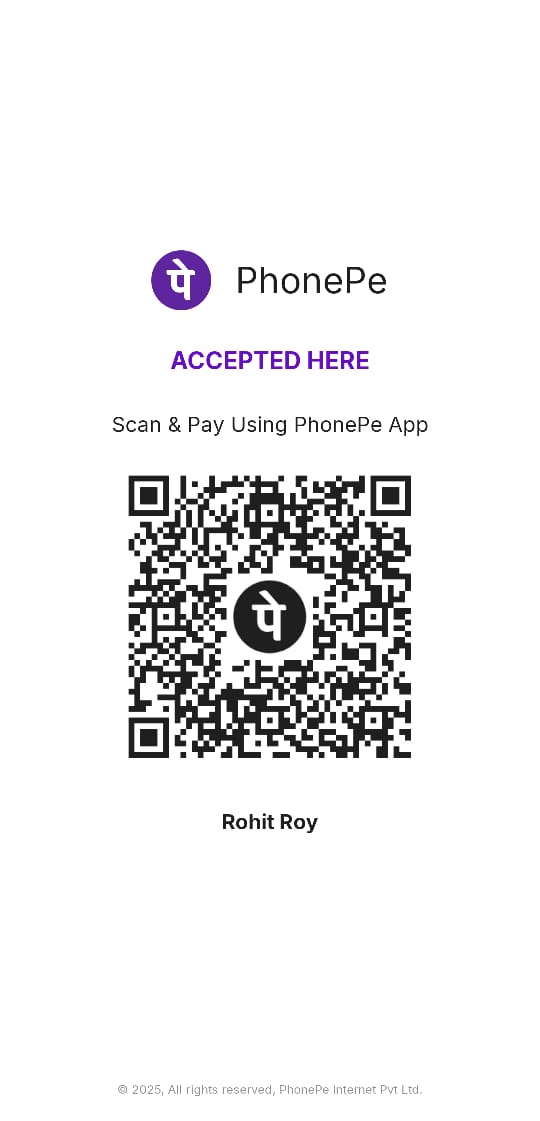 पे PhonePe
ACCEPTED HERE
Scan & Pay Using PhonePe App
पे
Rohit Roy
© 2025, All rights reserved, PhonePe Internet Pvt Ltd.